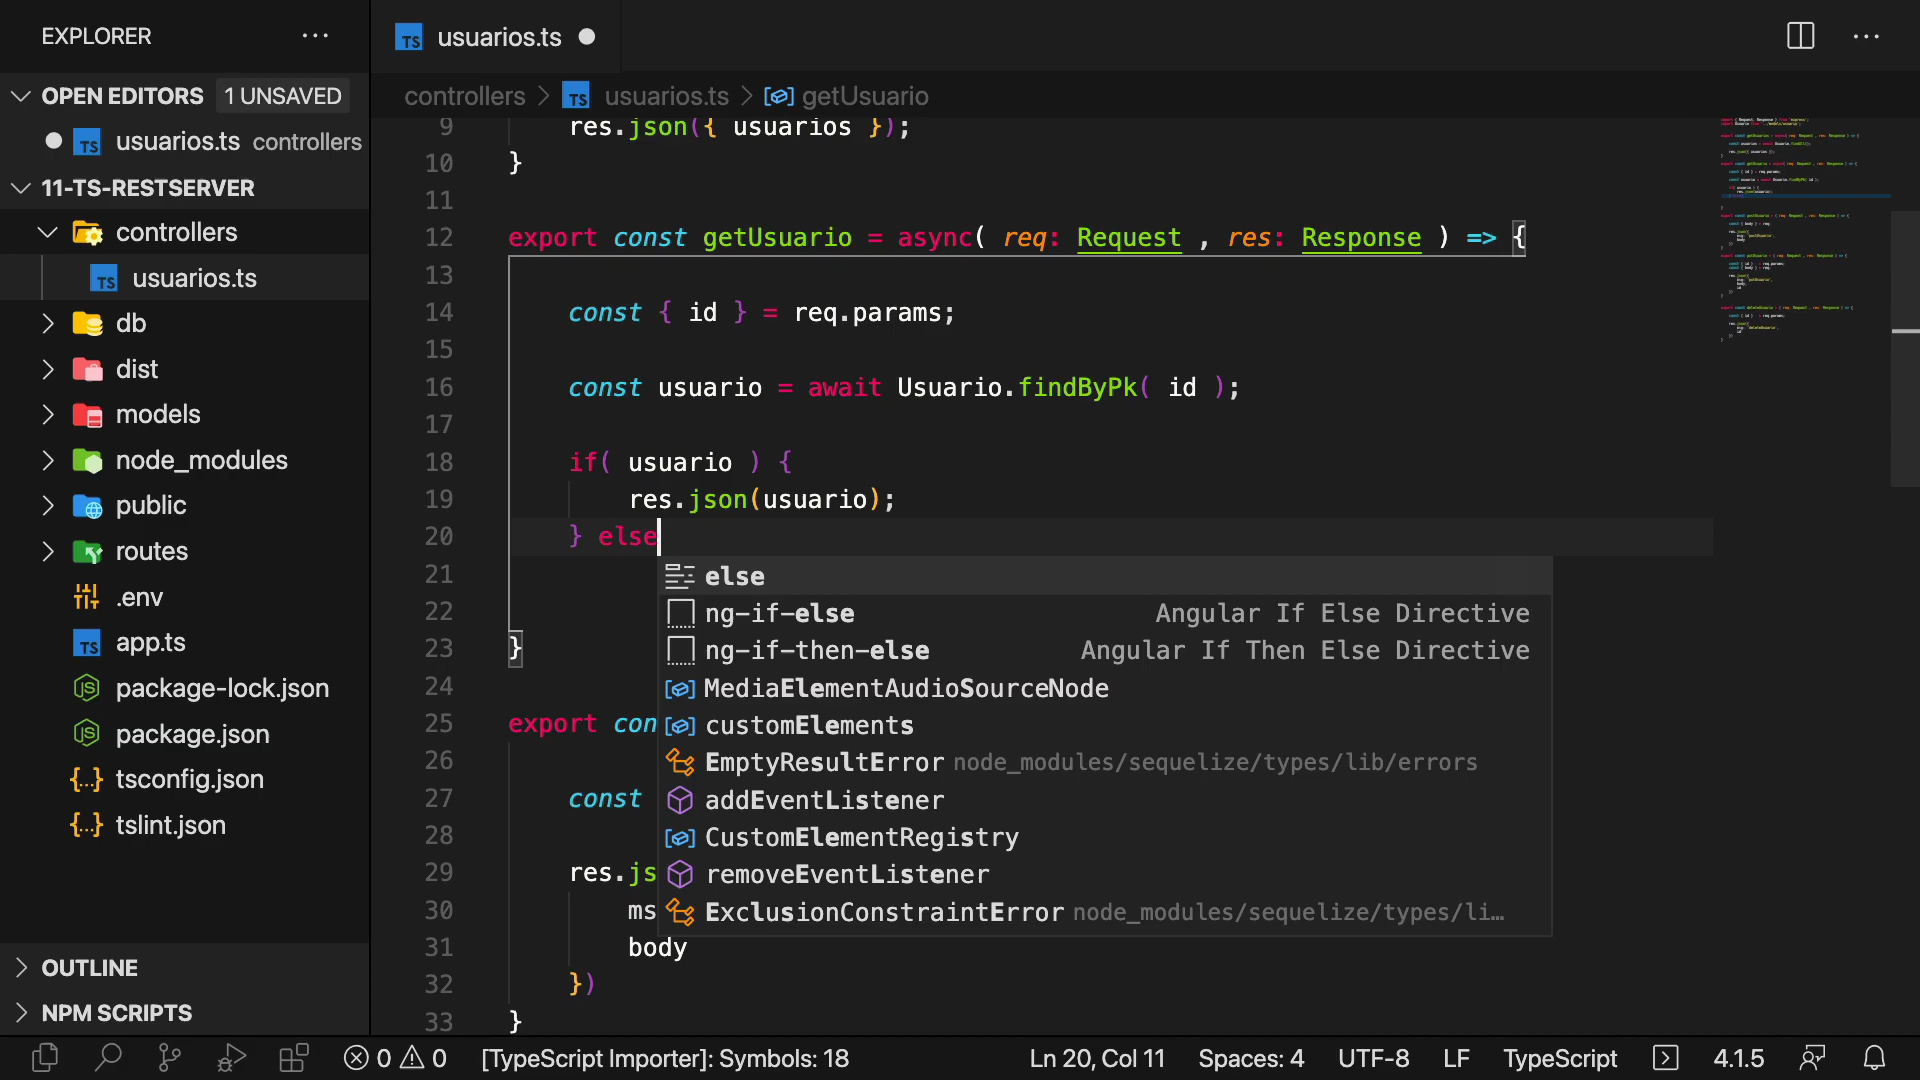 EXPLORER
OPEN EDITORS 1 UNSAVED
usuarios.ts controllers
11-TS-RESTSERVER
controllers
usuarios.ts
db
dist
models
node_modules
public
routes
.env
app.ts
package-lock.json
package.json
tsconfig.json
tslint.json
OUTLINE
NPM SCRIPTS
usuarios.ts
controllers > usuarios.ts > getUsuario
9 res.json({ usuarios });
10 }
11
12 export const getUsuario = async( req: Request , res: Response ) => {
13
14 const { id } = req.params;
15
16 const usuario = await Usuario.findByPk( id );
17
18 if( usuario ) {
19 res.json(usuario);
20 } else
21
22
23 }
24
25 export con
26
27 const
28
29 res.js
30 ms
31 body
32 })
33 }
else
ng-if-else Angular If Else Directive
ng-if-then-else Angular If Then Else Directive
MediaElementAudioSourceNode
customElements
EmptyResultError node_modules/sequelize/types/lib/errors
addEventListener
CustomElementRegistry
removeEventListener
ExclusionConstraintError node_modules/sequelize/types/li…
0 0 [TypeScript Importer]: Symbols: 18 Ln 20, Col 11 Spaces: 4 UTF-8 LF TypeScript 4.1.5